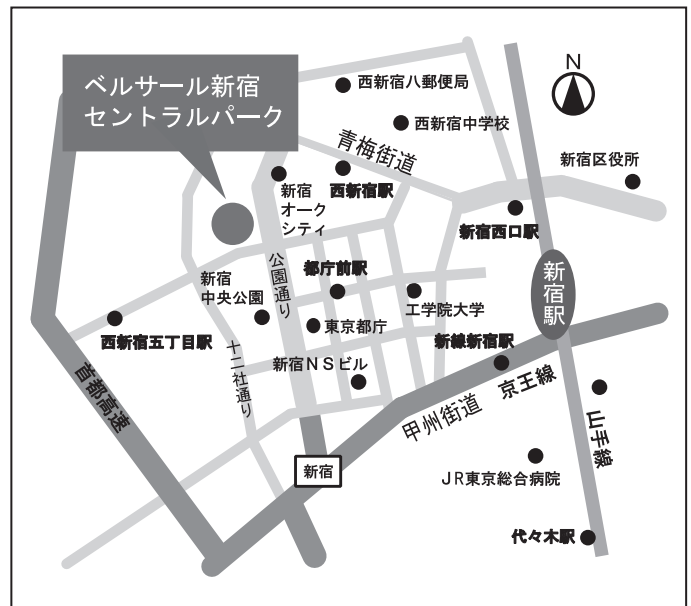 N
ベルサール新宿
セントラルパーク
西新宿八郵便局
西新宿中学校
青梅街道
新宿区役所
新宿
オーク
シティ
西新宿駅
新宿西口駅
公園通り
都庁前駅
新宿駅
新宿
中央公園
工学院大学
西新宿五丁目駅
東京都庁
新線新宿駅
十二社通り
新宿NSビル
首都高速
京王線
甲州街道
山手線
新宿
JR東京総合病院
代々木駅